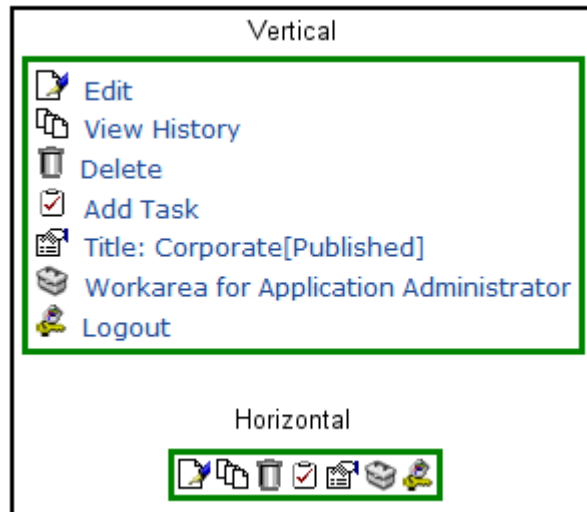 Vertical
Edit
View History
Delete
Add Task
Title: Corporate[Published]
Workarea for Application Administrator
Logout
Horizontal